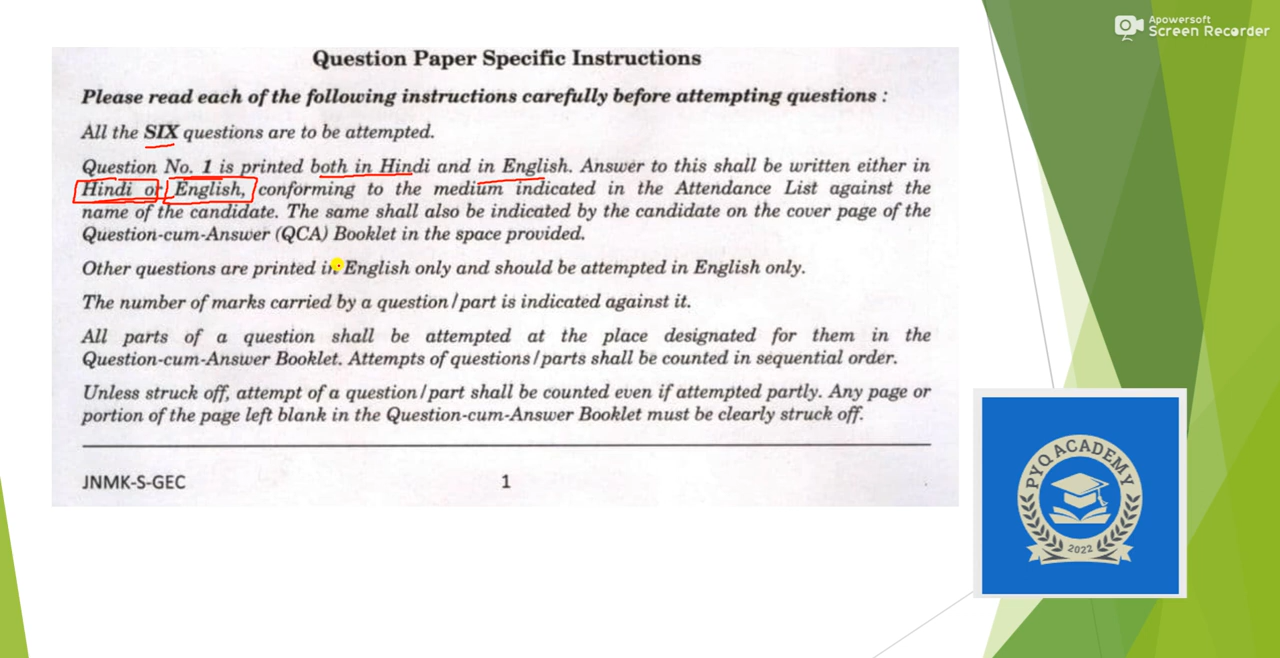 Apowersoft
Screen Recorder
Question Paper Specific Instructions
Please read each of the following instructions carefully before attempting questions :
All the SIX questions are to be attempted.
Question No. 1 is printed both in Hindi and in English. Answer to this shall be written either in
Hindi or English, conforming to the medium indicated in the Attendance List against the
name of the candidate. The same shall also be indicated by the candidate on the cover page of the
Question-cum-Answer (QCA) Booklet in the space provided.
Other questions are printed in English only and should be attempted in English only.
The number of marks carried by a question/part is indicated against it.
All parts of a question shall be attempted at the place designated for them in the
Question-cum-Answer Booklet. Attempts of questions/parts shall be counted in sequential order.
Unless struck off, attempt of a question/part shall be counted even if attempted partly. Any page or
portion of the page left blank in the Question-cum-Answer Booklet must be clearly struck off.
JNMK-S-GEC 1
PYQ ACADEMY
2022